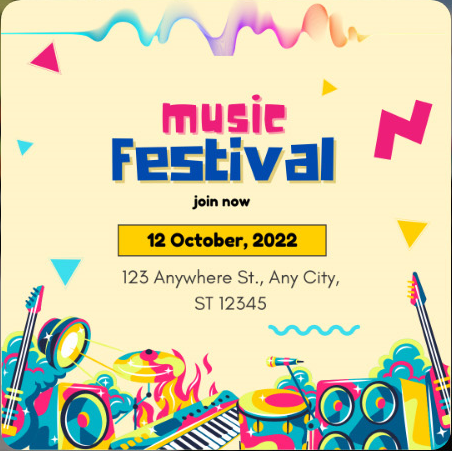 music
Festival
join now
12 October, 2022
123 Anywhere St., Any City,
ST 12345